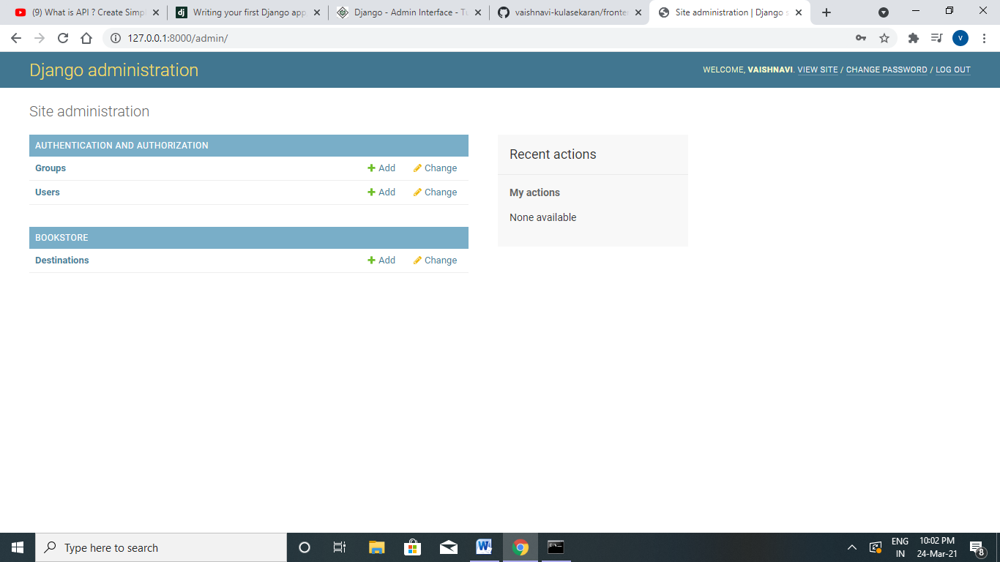 (9) What is API ? Create Simpl
Writing your first Django app
Django - Admin Interface - Tu
vaishnavi-kulasekaran/fronten
Site administration | Django s
127.0.0.1:8000/admin/
V
Django administration
WELCOME, VAISHNAVI. VIEW SITE / CHANGE PASSWORD / LOG OUT
Site administration
AUTHENTICATION AND AUTHORIZATION
Groups Add Change
Users Add Change
BOOKSTORE
Destinations Add Change
Recent actions
My actions
None available
Type here to search
ENG
IN
10:02 PM
24-Mar-21
8